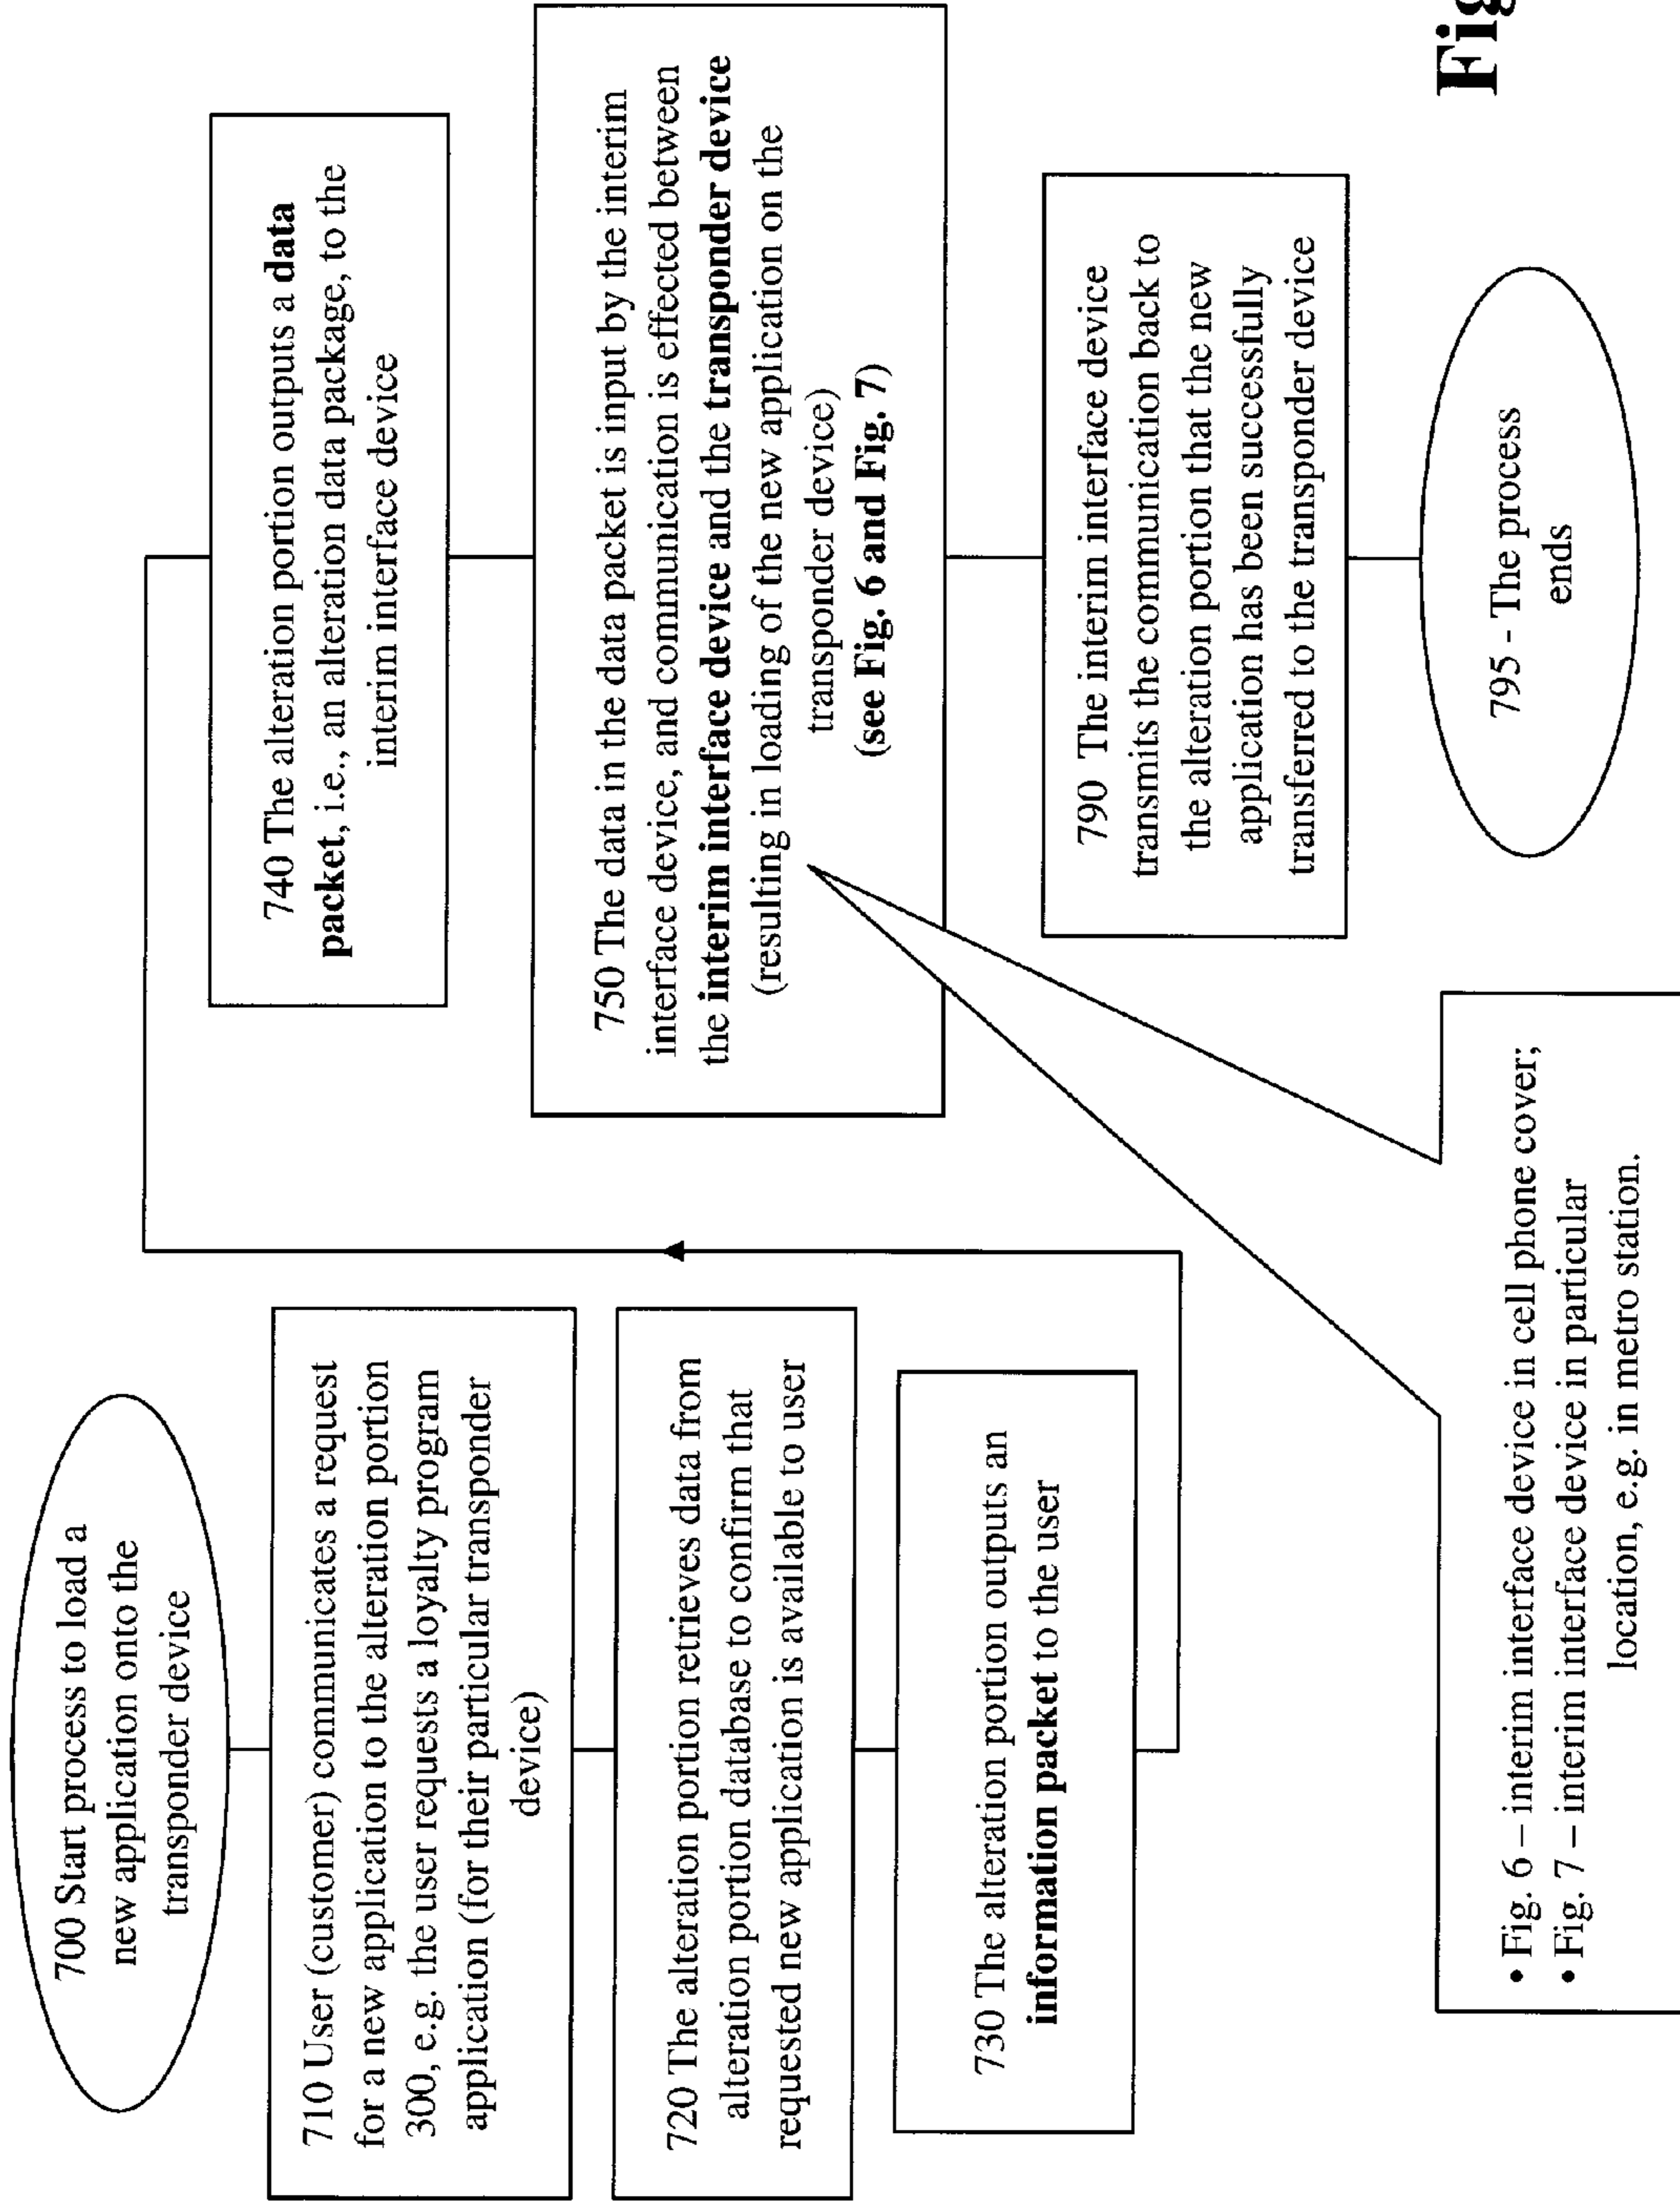 700 Start process to load a
new application onto the
transponder device
710 User (customer) communicates a request
for a new application to the alteration portion
300, e.g. the user requests a loyalty program
application (for their particular transponder
device)
720 The alteration portion retrieves data from
alteration portion database to confirm that
requested new application is available to user
730 The alteration portion outputs an
information packet to the user
740 The alteration portion outputs a data
packet, i.e., an alteration data package, to the
interim interface device
750 The data in the data packet is input by the interim
interface device, and communication is effected between
the interim interface device and the transponder device
(resulting in loading of the new application on the
transponder device)
(see Fig. 6 and Fig. 7)
790 The interim interface device
transmits the communication back to
the alteration portion that the new
application has been successfully
transferred to the transponder device
795 - The process
ends
• Fig. 6 – interim interface device in cell phone cover;
• Fig. 7 – interim interface device in particular
location, e.g. in metro station.
Fig